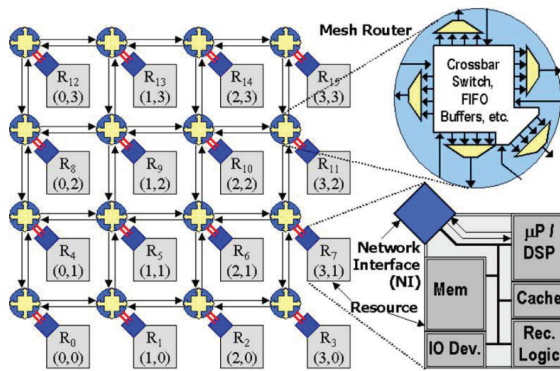 Mesh Router
Crossbar
Switch,
FIFO
Buffers, etc.
R12
(0,3)
R13
(1,3)
R14
(2,3)
R15
(3,3)
R8
(0,2)
R9
(1,2)
R10
(2,2)
R11
(3,2)
R4
(0,1)
R5
(1,1)
R6
(2,1)
R7
(3,1)
R0
(0,0)
R1
(1,0)
R2
(2,0)
R3
(3,0)
Network
Interface
(NI)
Resource
μP /
DSP
Mem
Cache
IO Dev.
Rec.
Logic